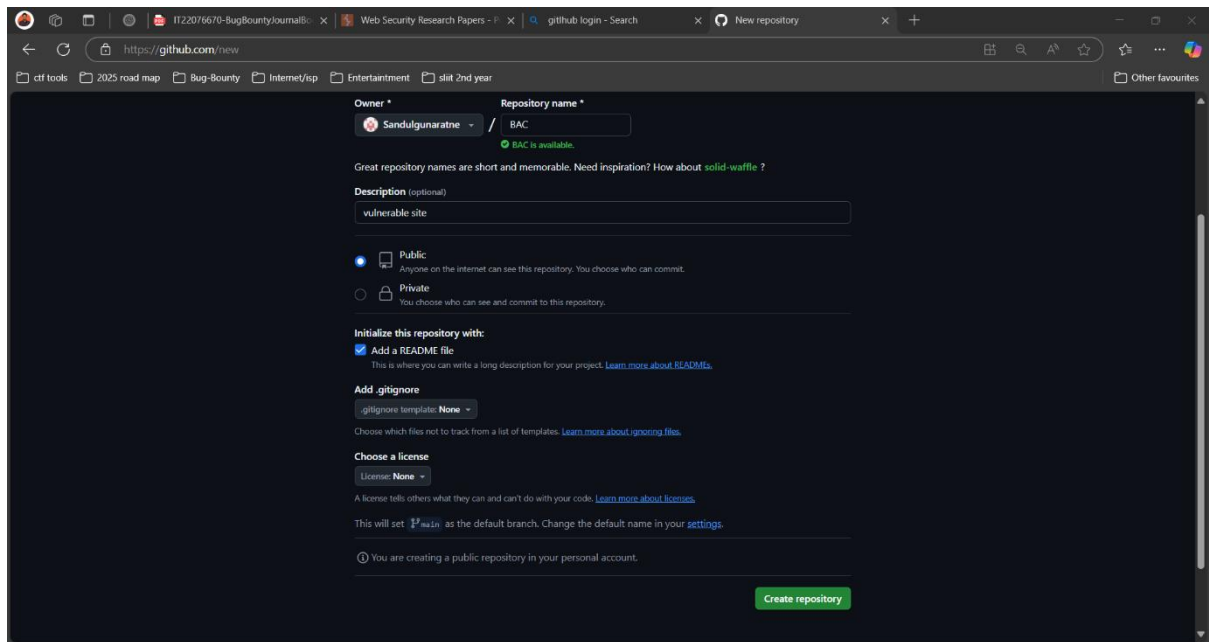 IT22076670-BugBountyJournalBo
Web Security Research Papers - P
gitlhub login - Search
New repository
https://github.com/new
ctf tools
2025 road map
Bug-Bounty
Internet/isp
Entertaintment
sliit 2nd year
Other favourites
Owner *
Repository name *
Sandulgunaratne
/
BAC
BAC is available.
Great repository names are short and memorable. Need inspiration? How about solid-waffle ?
Description (optional)
vulnerable site
Public
Anyone on the internet can see this repository. You choose who can commit.
Private
You choose who can see and commit to this repository.
Initialize this repository with:
Add a README file
This is where you can write a long description for your project. Learn more about READMEs.
Add .gitignore
.gitignore template: None
Choose which files not to track from a list of templates. Learn more about ignoring files.
Choose a license
License: None
A license tells others what they can and can't do with your code. Learn more about licenses.
This will set main as the default branch. Change the default name in your settings.
You are creating a public repository in your personal account.
Create repository